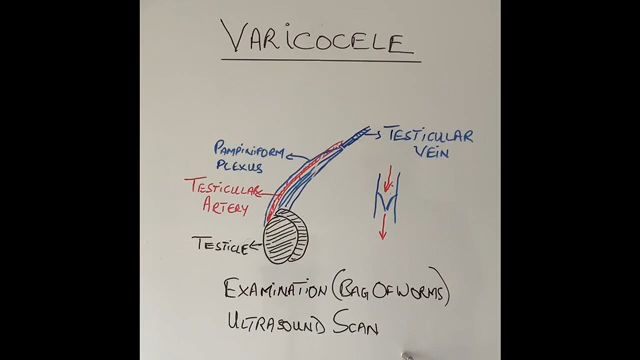 VARICOCELE
TESTICULAR
VEIN
PAMPINIFORM
PLEXUS
TESTICULAR
ARTERY
TESTICLE
EXAMINATION (BAG OF WORMS)
ULTRASOUND SCAN